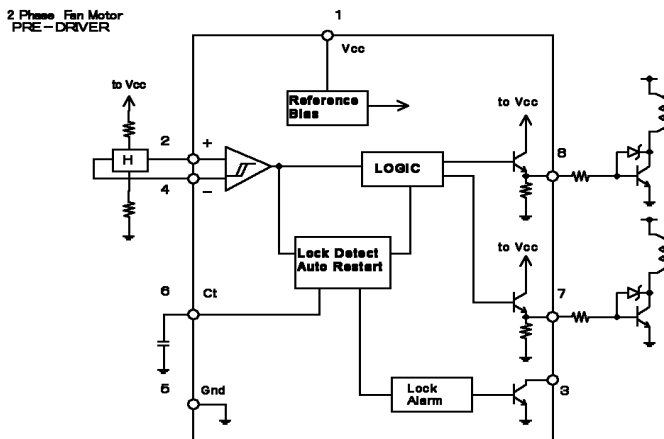 2 Phase Fan Motor
PRE-DRIVER
1
Vcc
to Vcc
Reference
Bias
to Vcc
2
+
H
LOGIC
8
4
−
Lock Detect
Auto Restart
to Vcc
6
Ct
7
5
Gnd
Lock
Alarm
3